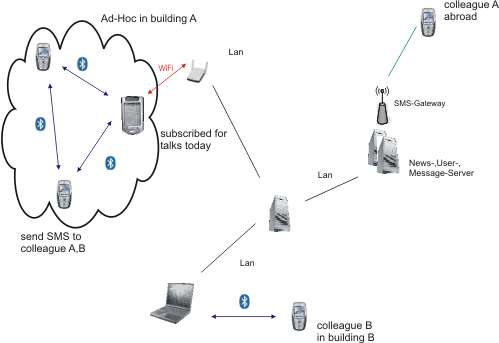 colleague A
abroad
Ad-Hoc in building A
Lan
WiFi
SMS-Gateway
subscribed for
talks today
News-,User-,
Message-Server
Lan
send SMS to
colleague A,B
Lan
colleague B
in building B